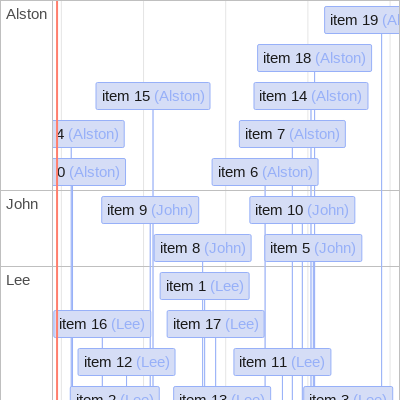 Alston
item 19 (Al
item 18 (Alston)
item 15 (Alston)
item 14 (Alston)
4 (Alston)
item 7 (Alston)
0 (Alston)
item 6 (Alston)
John
item 9 (John)
item 10 (John)
item 8 (John)
item 5 (John)
Lee
item 1 (Lee)
item 16 (Lee)
item 17 (Lee)
item 12 (Lee)
item 11 (Lee)
item 2 (Lee)
item 13 (Lee)
item 3 (Lee)